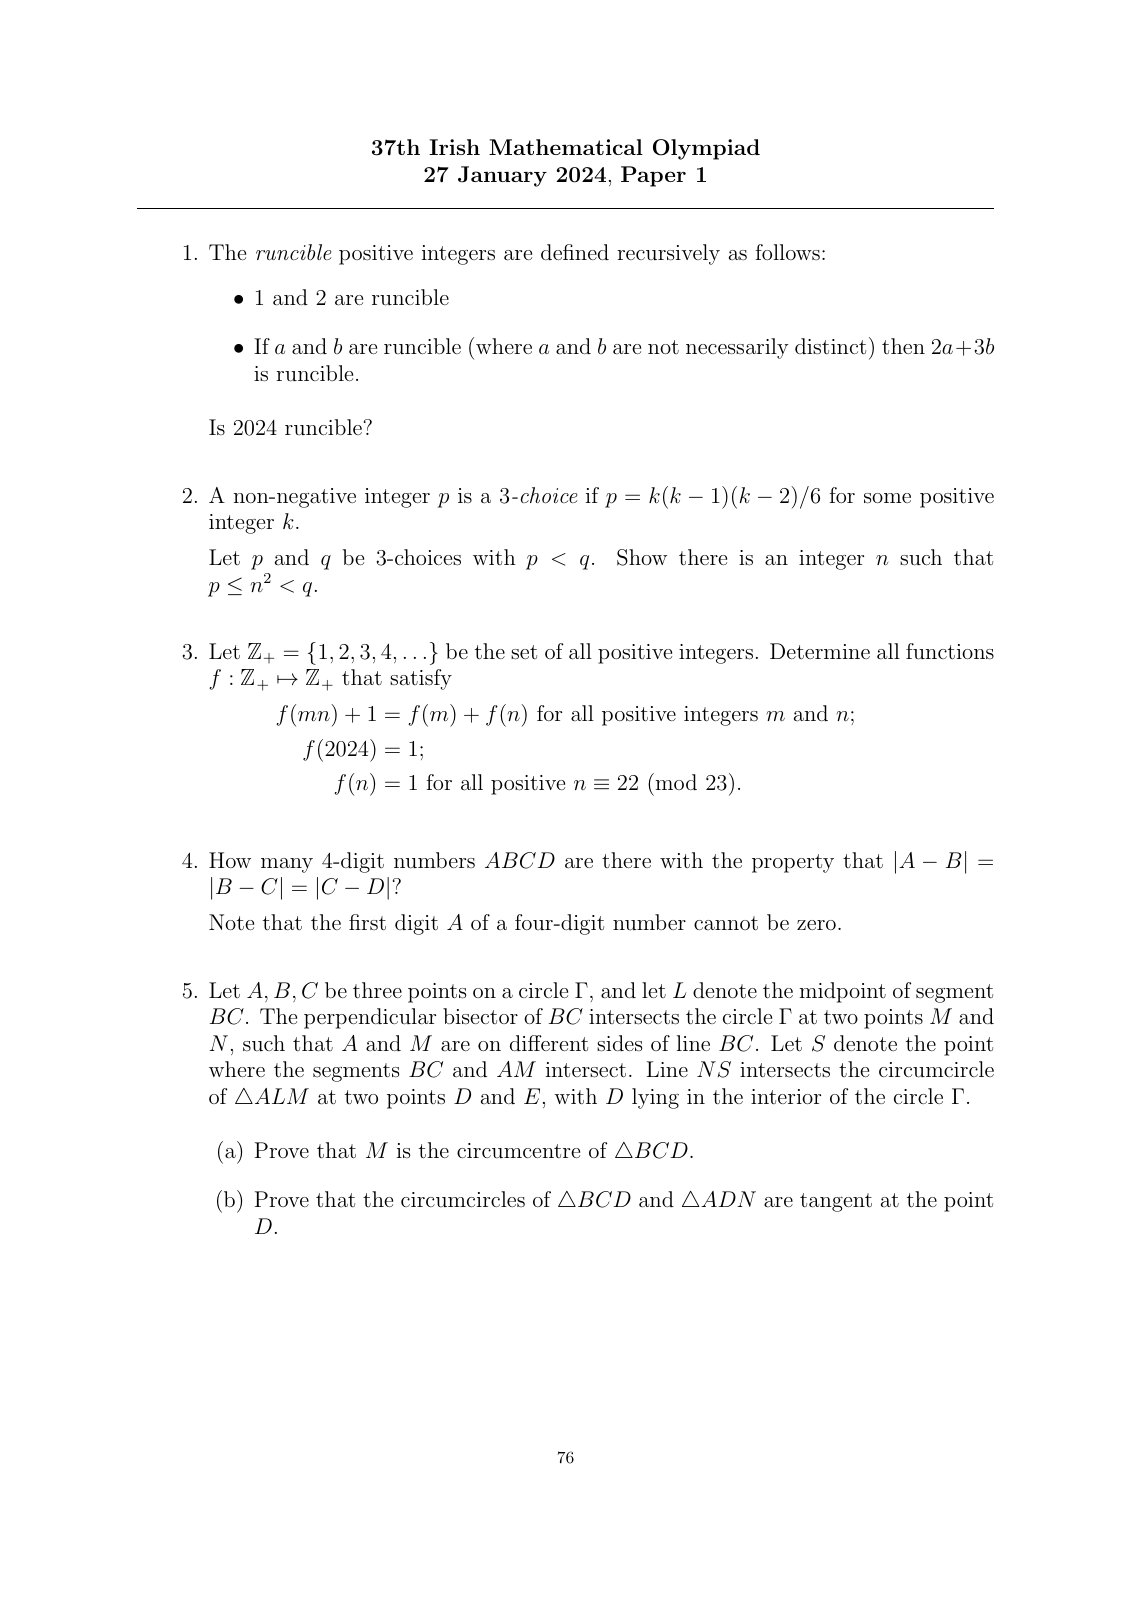 37th Irish Mathematical Olympiad
27 January 2024, Paper 1
1. The runcible positive integers are defined recursively as follows:
• 1 and 2 are runcible
• If a and b are runcible (where a and b are not necessarily distinct) then 2a+3b
is runcible.
Is 2024 runcible?
2. A non-negative integer p is a 3-choice if p = k(k − 1)(k − 2)/6 for some positive
integer k.
Let p and q be 3-choices with p < q. Show there is an integer n such that
p ≤ n² < q.
3. Let ℤ₊ = {1, 2, 3, 4, . . .} be the set of all positive integers. Determine all functions
f : ℤ₊ ↦ ℤ₊ that satisfy
f(mn) + 1 = f(m) + f(n) for all positive integers m and n;
f(2024) = 1;
f(n) = 1 for all positive n ≡ 22 (mod 23).
4. How many 4-digit numbers ABCD are there with the property that |A − B| =
|B − C| = |C − D|?
Note that the first digit A of a four-digit number cannot be zero.
5. Let A, B, C be three points on a circle Γ, and let L denote the midpoint of segment
BC. The perpendicular bisector of BC intersects the circle Γ at two points M and
N, such that A and M are on different sides of line BC. Let S denote the point
where the segments BC and AM intersect. Line NS intersects the circumcircle
of △ALM at two points D and E, with D lying in the interior of the circle Γ.
(a) Prove that M is the circumcentre of △BCD.
(b) Prove that the circumcircles of △BCD and △ADN are tangent at the point
D.
76